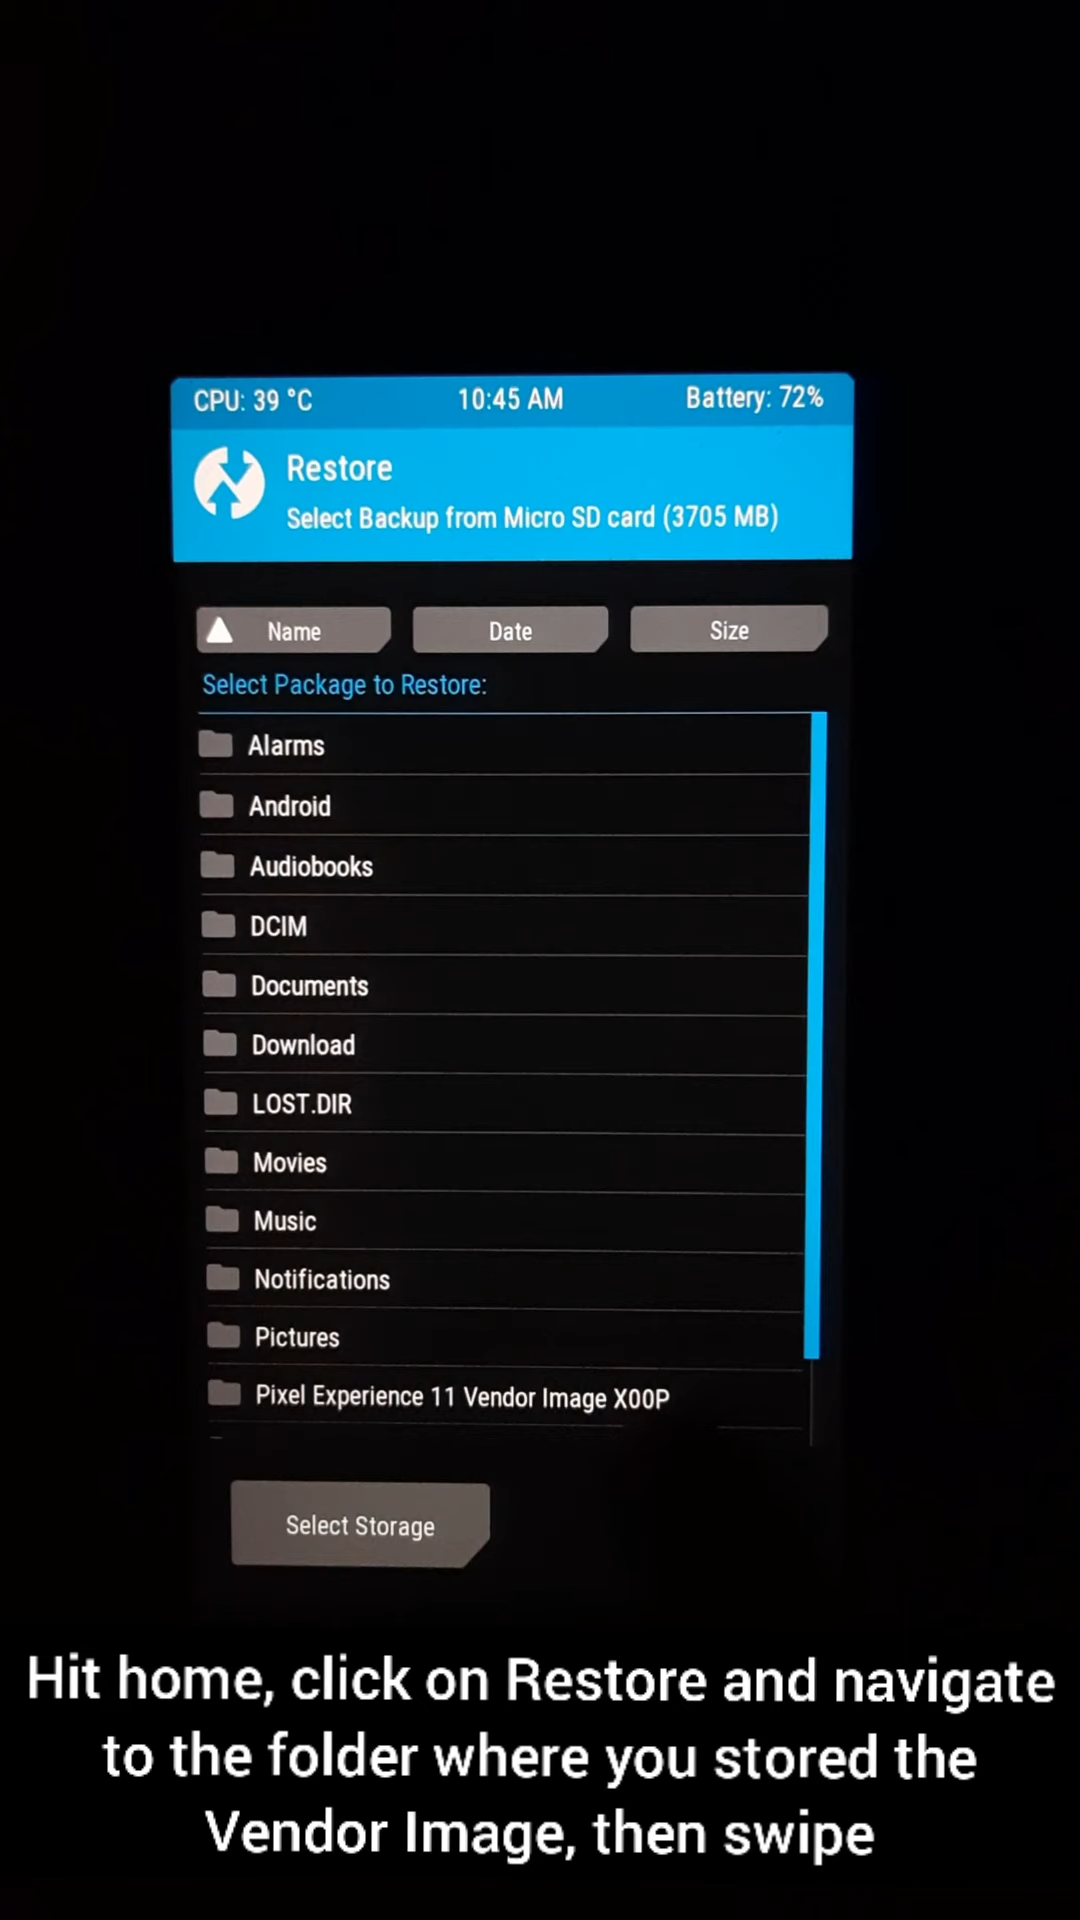 CPU: 39 °C 10:45 AM Battery: 72%
Restore
Select Backup from Micro SD card (3705 MB)
Name Date Size
Select Package to Restore:
Alarms
Android
Audiobooks
DCIM
Documents
Download
LOST.DIR
Movies
Music
Notifications
Pictures
Pixel Experience 11 Vendor Image X00P
Select Storage
Hit home, click on Restore and navigate
to the folder where you stored the
Vendor Image, then swipe